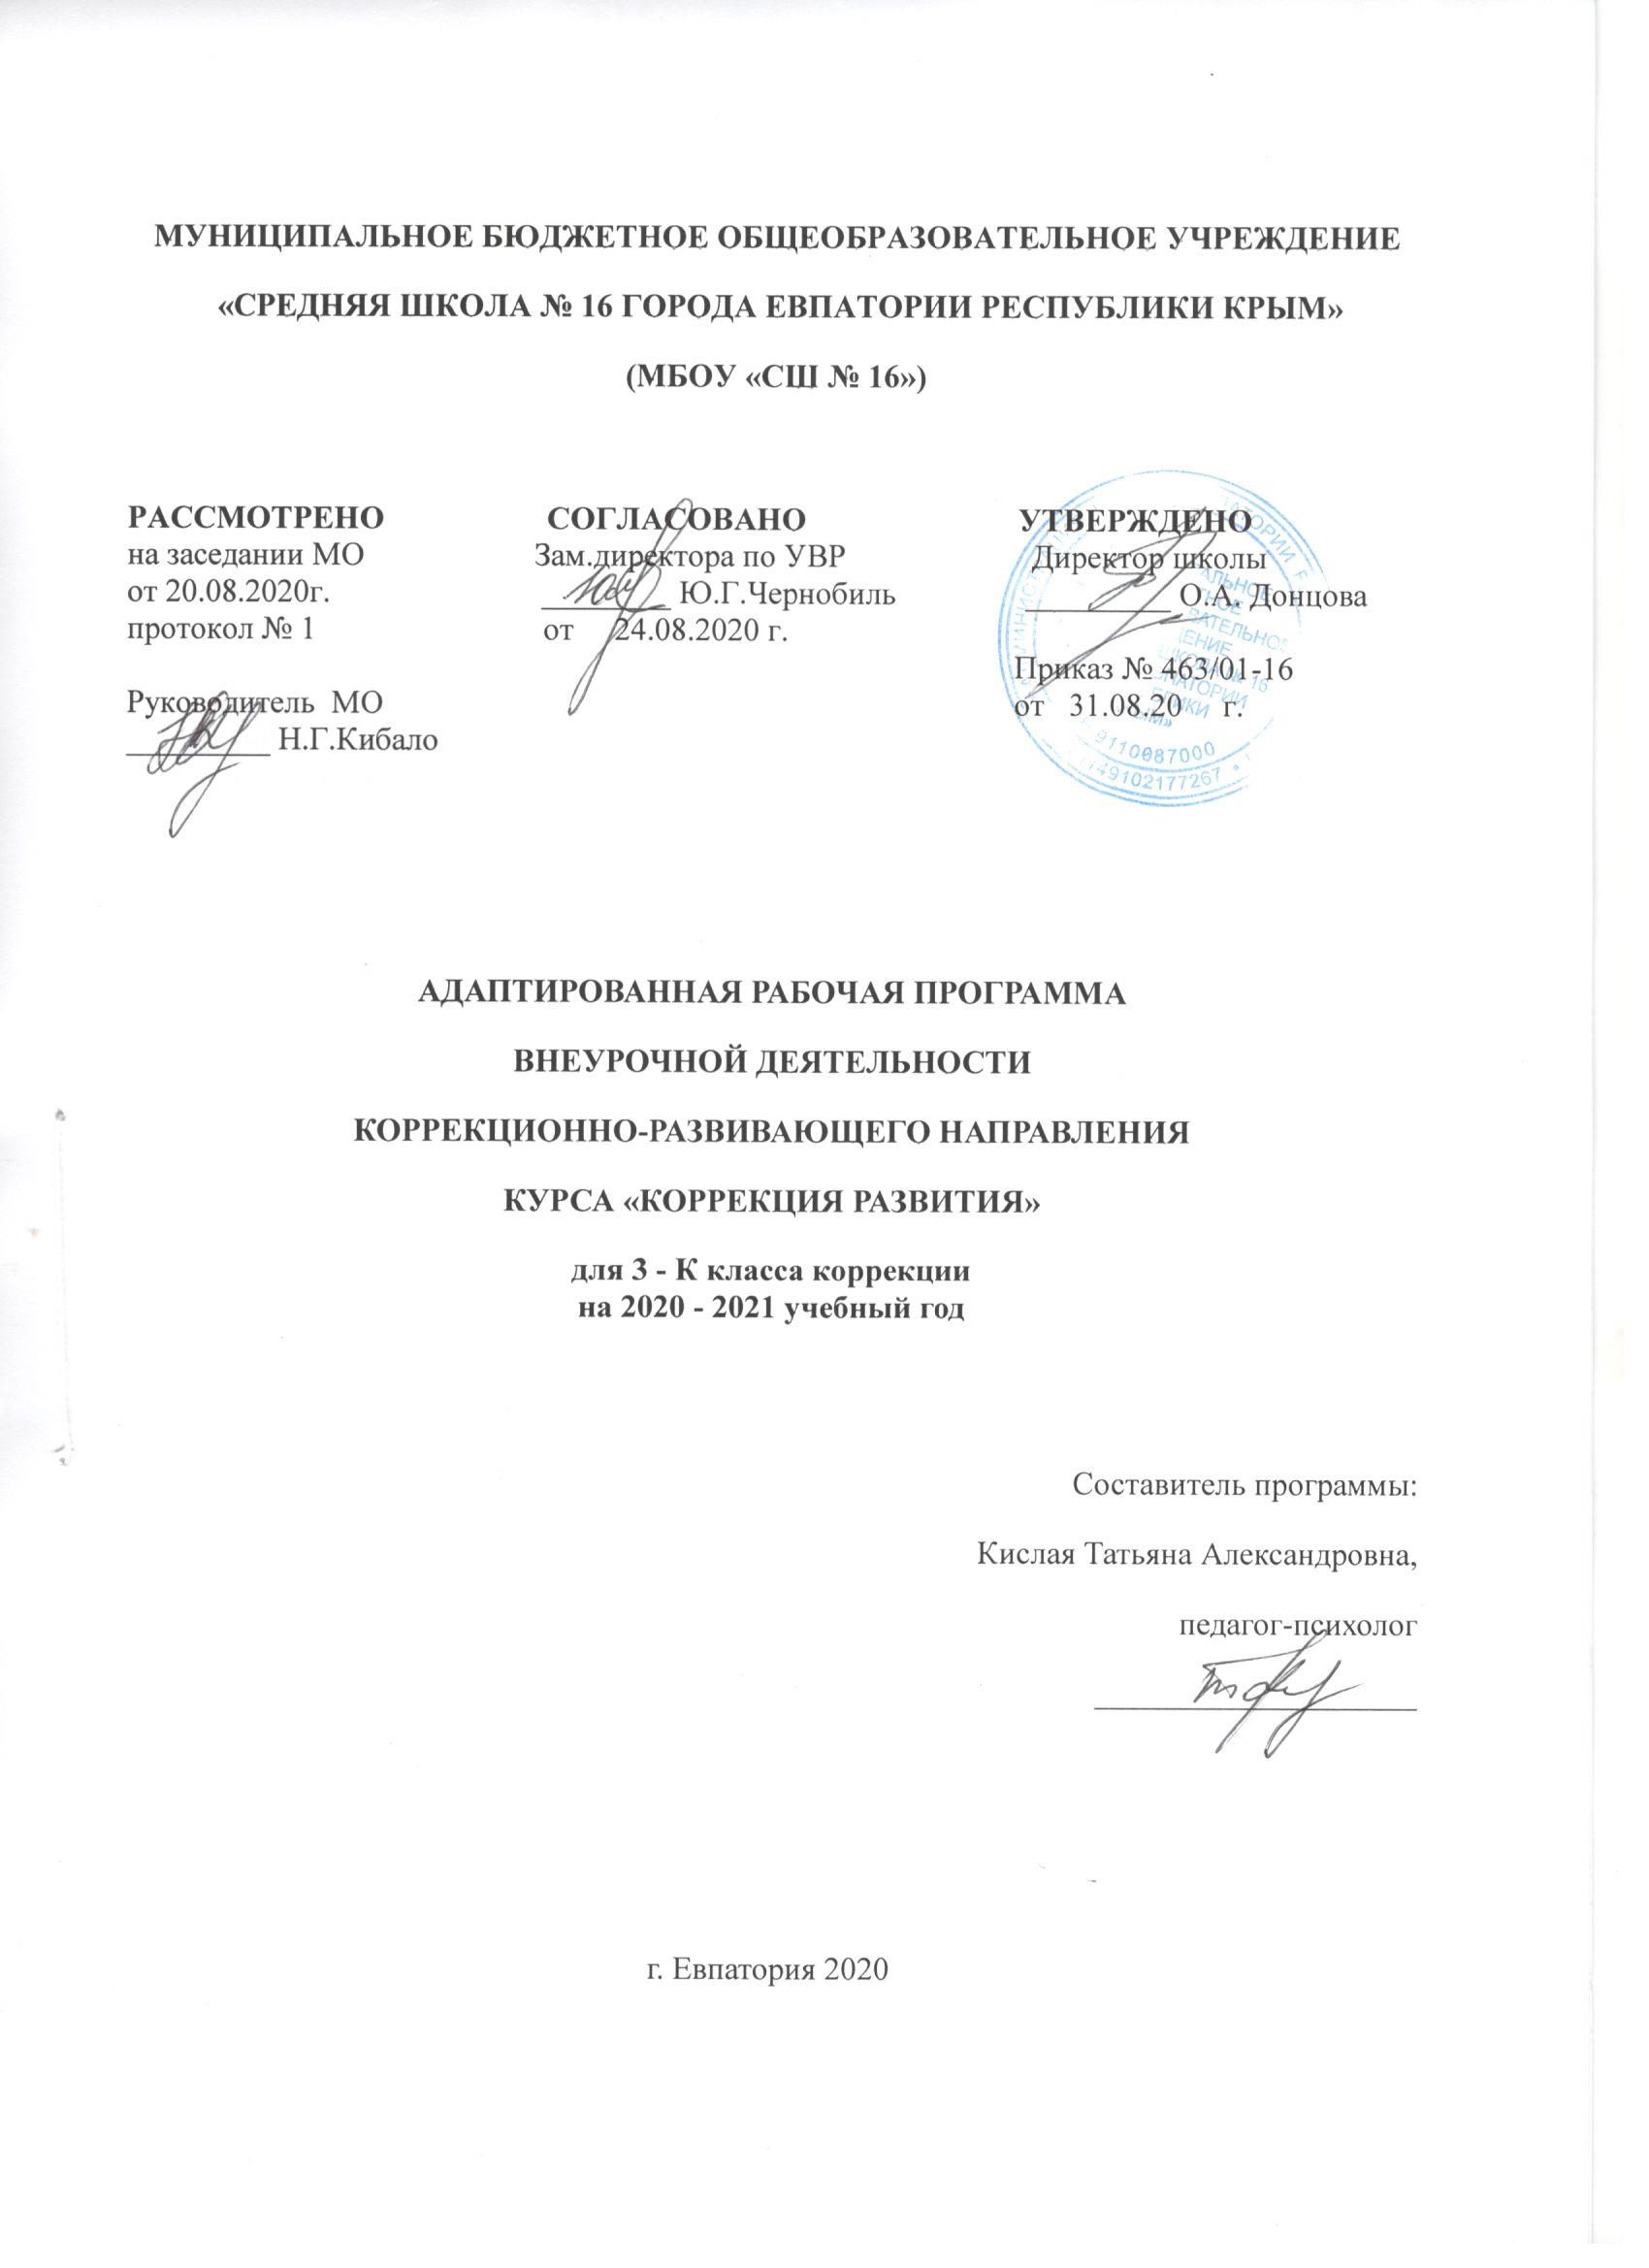 МУНИЦИПАЛЬНОЕ БЮДЖЕТНОЕ ОБЩЕОБРАЗОВАТЕЛЬНОЕ УЧРЕЖДЕНИЕ
«СРЕДНЯЯ ШКОЛА № 16 ГОРОДА ЕВПАТОРИИ РЕСПУБЛИКИ КРЫМ»
(МБОУ «СШ № 16»)
РАССМОТРЕНО
на заседании МО
от 20.08.2020г.
протокол № 1
Руководитель МО
Н.Г.Кибало
СОГЛАСОВАНО
Зам.директора по УВР
Ю.Г.Чернобиль
от 24.08.2020 г.
УТВЕРЖДЕНО
Директор школы
О.А. Донцова
Приказ № 463/01-16
от 31.08.20 г.
9110087000
149102177267
АДАПТИРОВАННАЯ РАБОЧАЯ ПРОГРАММА
ВНЕУРОЧНОЙ ДЕЯТЕЛЬНОСТИ
КОРРЕКЦИОННО-РАЗВИВАЮЩЕГО НАПРАВЛЕНИЯ
КУРСА «КОРРЕКЦИЯ РАЗВИТИЯ»
для 3 - К класса коррекции
на 2020 - 2021 учебный год
Составитель программы:
Кислая Татьяна Александровна,
педагог-психолог
г. Евпатория 2020